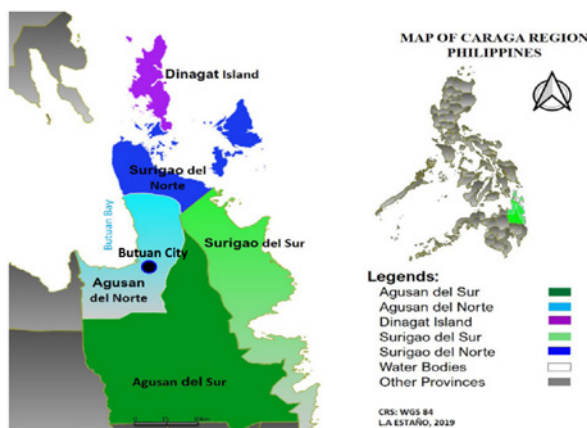 Dinagat Island
Surigao del
Norte
Butuan Bay
Surigao del Sur
Butuan City
Agusan
del Norte
Agusan del Sur
MAP OF CARAGA REGION
PHILIPPINES
Legends:
Agusan del Sur
Agusan del Norte
Dinagat Island
Surigao del Sur
Surigao del Norte
Water Bodies
Other Provinces
CRS: WGS 84
L.A ESTAÑO, 2019